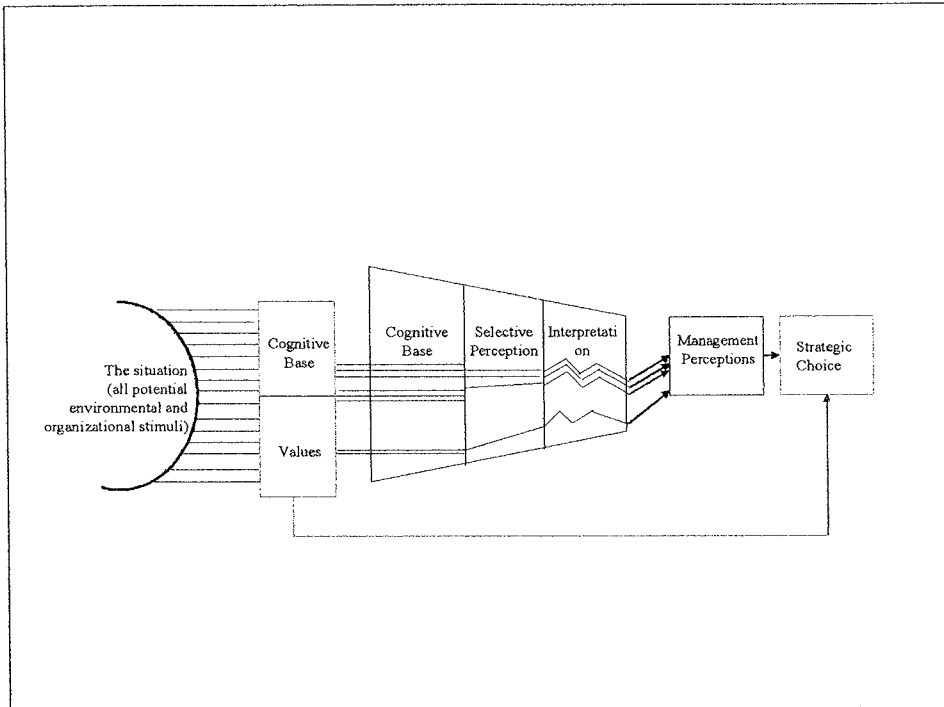 The situation
(all potential
environmental and
organizational stimuli)
Cognitive
Base
Values
Cognitive
Base
Selective
Perception
Interpretati
on
Management
Perceptions
Strategic
Choice